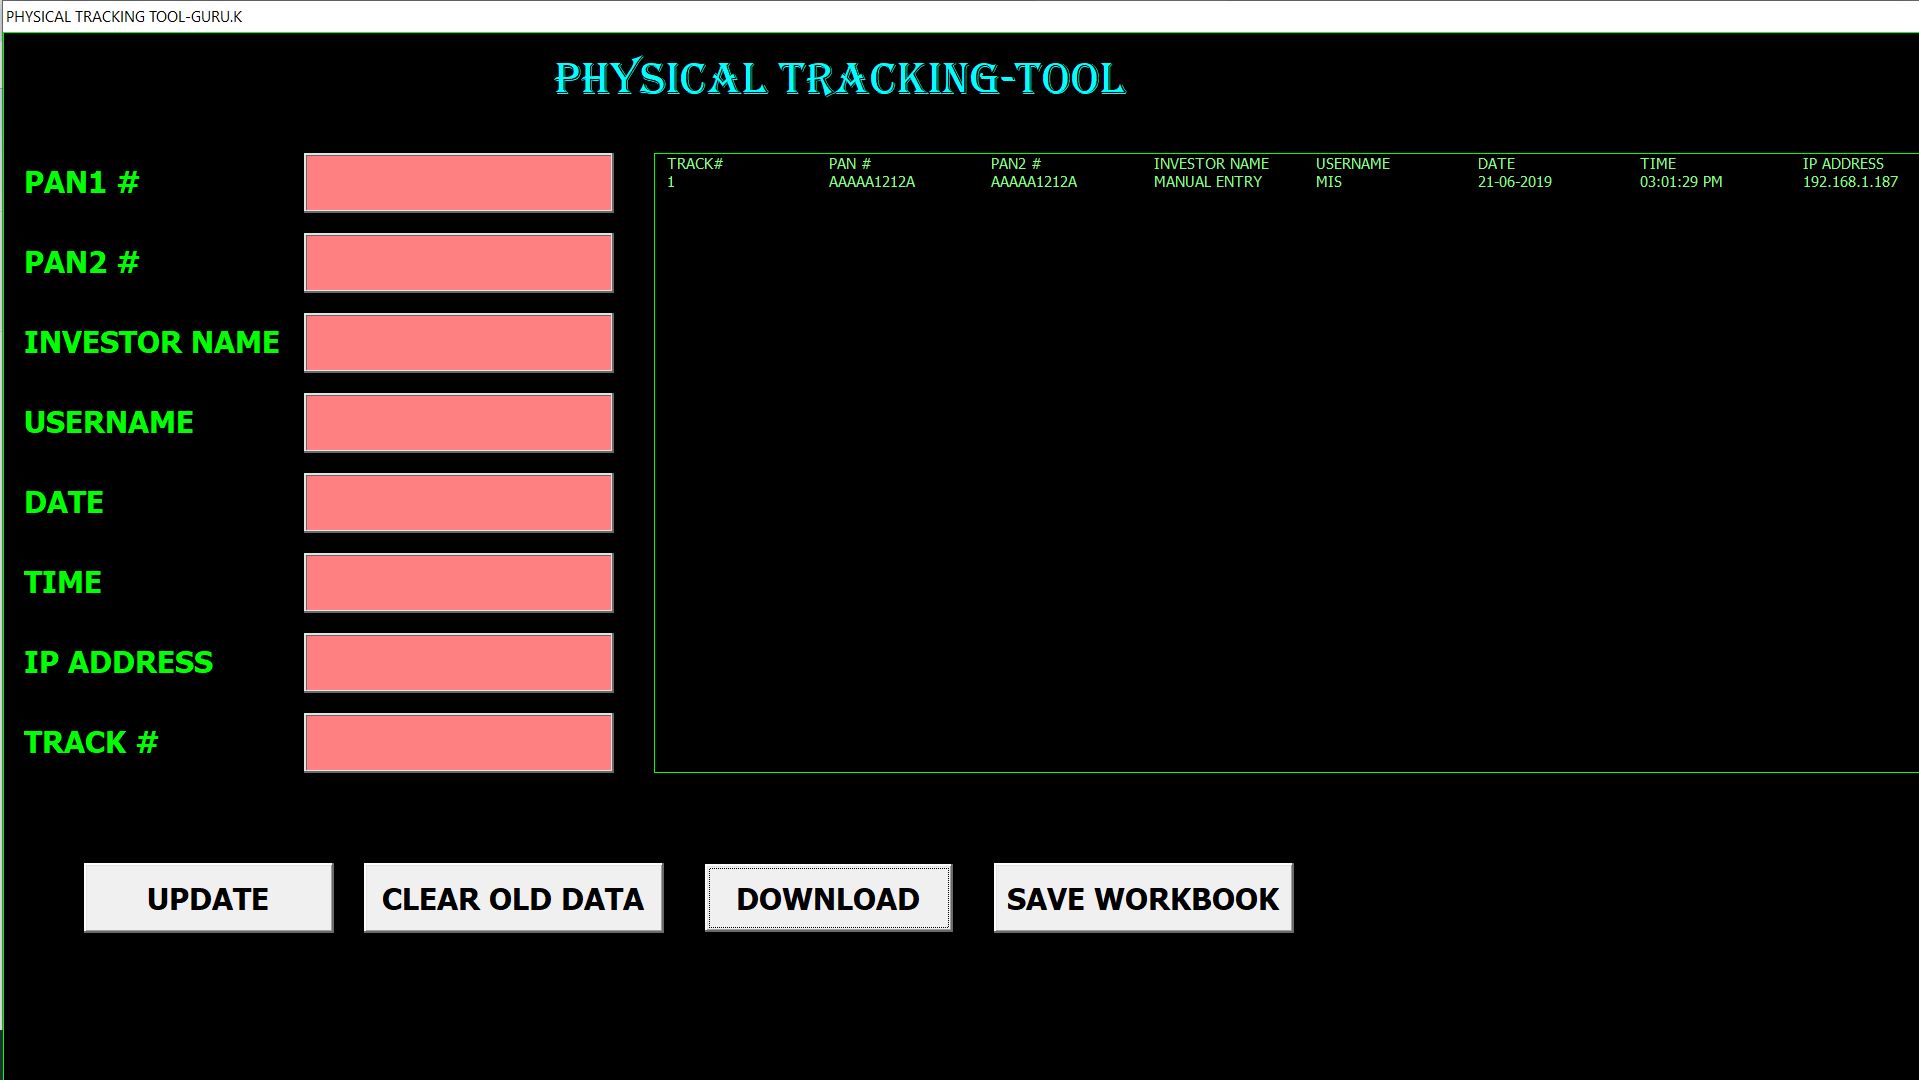 PHYSICAL TRACKING TOOL-GURU.K
PHYSICAL TRACKING-TOOL
PAN1 #
PAN2 #
INVESTOR NAME
USERNAME
DATE
TIME
IP ADDRESS
TRACK #
TRACK# PAN # PAN2 # INVESTOR NAME USERNAME DATE TIME IP ADDRESS
1 AAAAA1212A AAAAA1212A MANUAL ENTRY MIS 21-06-2019 03:01:29 PM 192.168.1.187
UPDATE CLEAR OLD DATA DOWNLOAD SAVE WORKBOOK